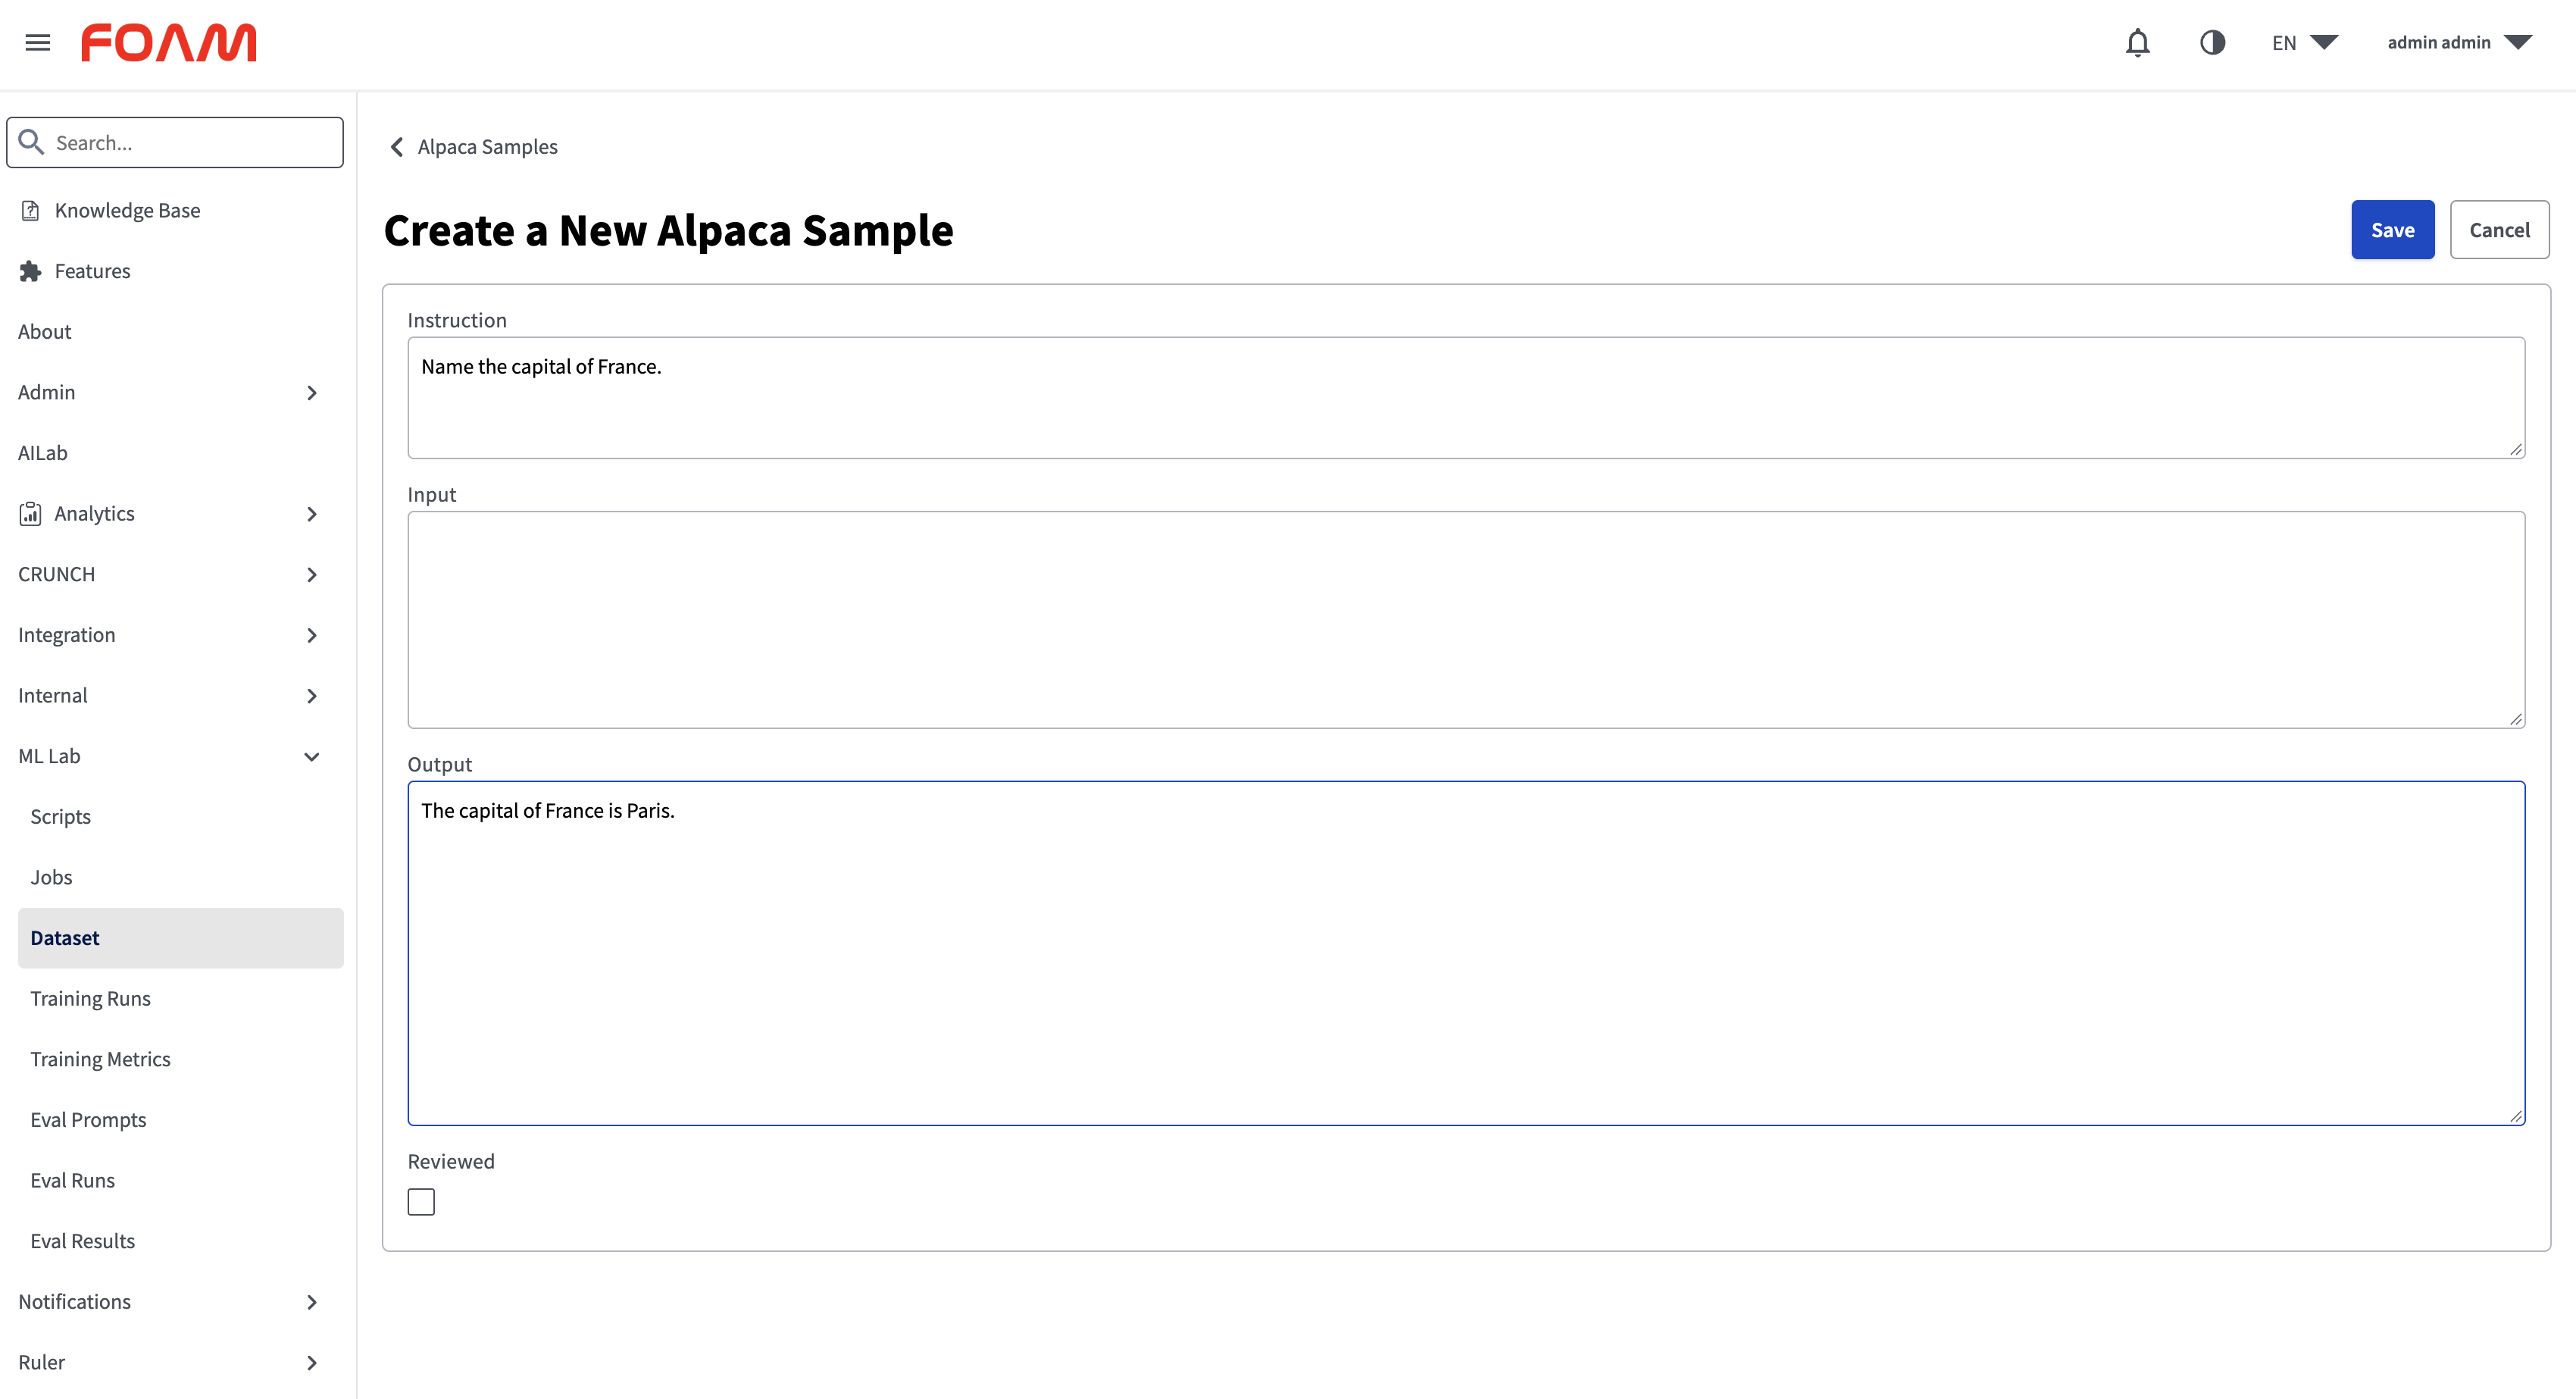 FOAM
EN
admin admin
Search...
Knowledge Base
Features
About
Admin
AILab
Analytics
CRUNCH
Integration
Internal
ML Lab
Scripts
Jobs
Dataset
Training Runs
Training Metrics
Eval Prompts
Eval Runs
Eval Results
Notifications
Ruler
Alpaca Samples
Create a New Alpaca Sample
Save
Cancel
Instruction
Name the capital of France.
Input
Output
The capital of France is Paris.
Reviewed